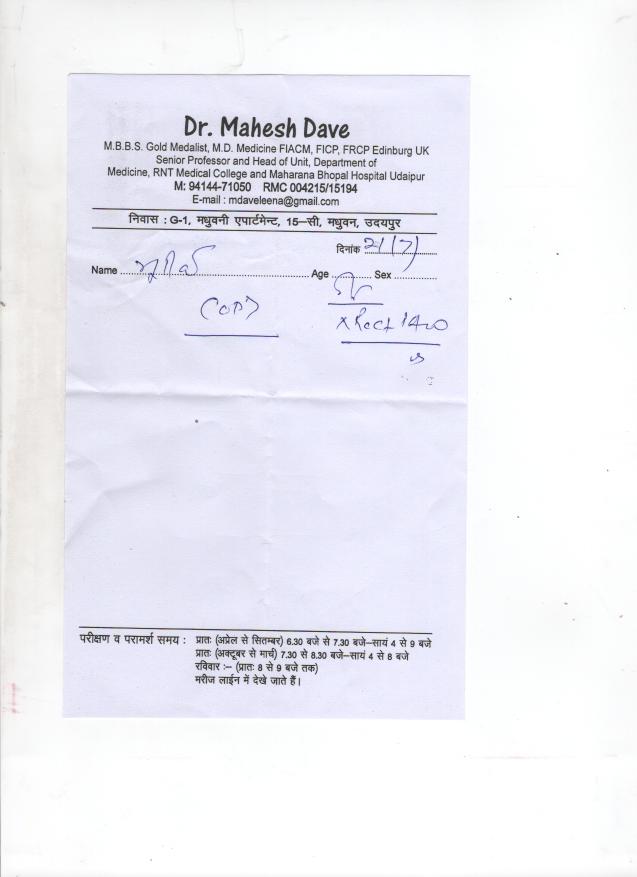 Dr. Mahesh Dave
M.B.B.S. Gold Medalist, M.D. Medicine FIACM, FICP, FRCP Edinburg UK
Senior Professor and Head of Unit, Department of
Medicine, RNT Medical College and Maharana Bhopal Hospital Udaipur
M: 94144-71050 RMC 004215/15194
E-mail : mdaveleena@gmail.com
निवास : G-1, मधुवनी एपार्टमेन्ट, 15–सी, मधुवन, उदयपुर
दिनांक 21/7/
Name Age Sex
परीक्षण व परामर्श समय : प्रातः (अप्रेल से सितम्बर) 6.30 बजे से 7.30 बजे–सायं 4 से 9 बजे
प्रातः (अक्टूबर से मार्च) 7.30 से 8.30 बजे–सायं 4 से 8 बजे
रविवार :– (प्रातः 8 से 9 बजे तक)
मरीज लाईन में देखे जाते हैं।